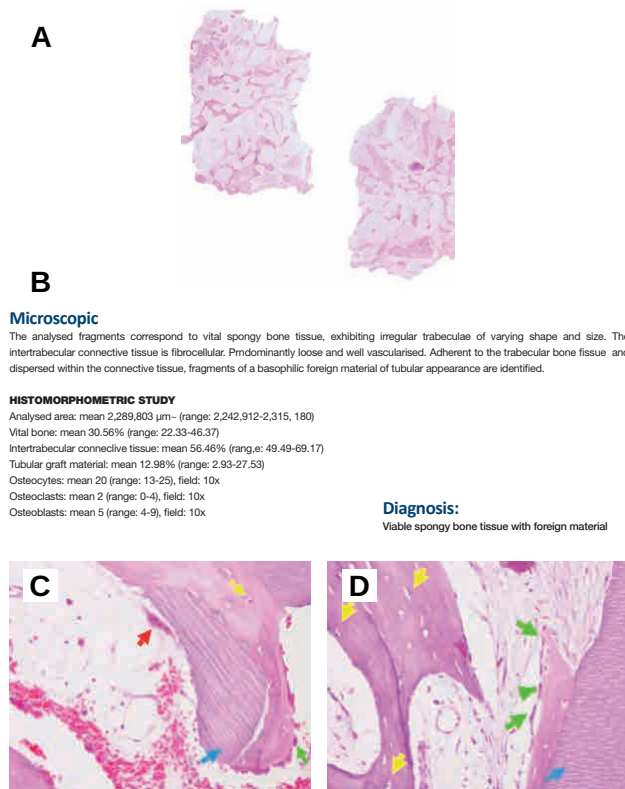 A
B
Microscopic
The analysed fragments correspond to vital spongy bone tissue, exhibiting irregular trabeculae of varying shape and size. The
intertrabecular connective tissue is fibrocellular. Prndominantly loose and well vascularised. Adherent to the trabecular bone fissue and
dispersed within the connective tissue, fragments of a basophilic foreign material of tubular appearance are identified.
HISTOMORPHOMETRIC STUDY
Analysed area: mean 2,289,803 µm~ (range: 2,242,912-2,315, 180)
Vital bone: mean 30.56% (range: 22.33-46.37)
Intertrabecular conneclive tissue: mean 56.46% (rang,e: 49.49-69.17)
Tubular graft material: mean 12.98% (range: 2.93-27.53)
Osteocytes: mean 20 (range: 13-25), field: 10x
Osteoclasts: mean 2 (range: 0-4), field: 10x
Osteoblasts: mean 5 (range: 4-9), field: 10x
Diagnosis:
Viable spongy bone tissue with foreign material
C
D